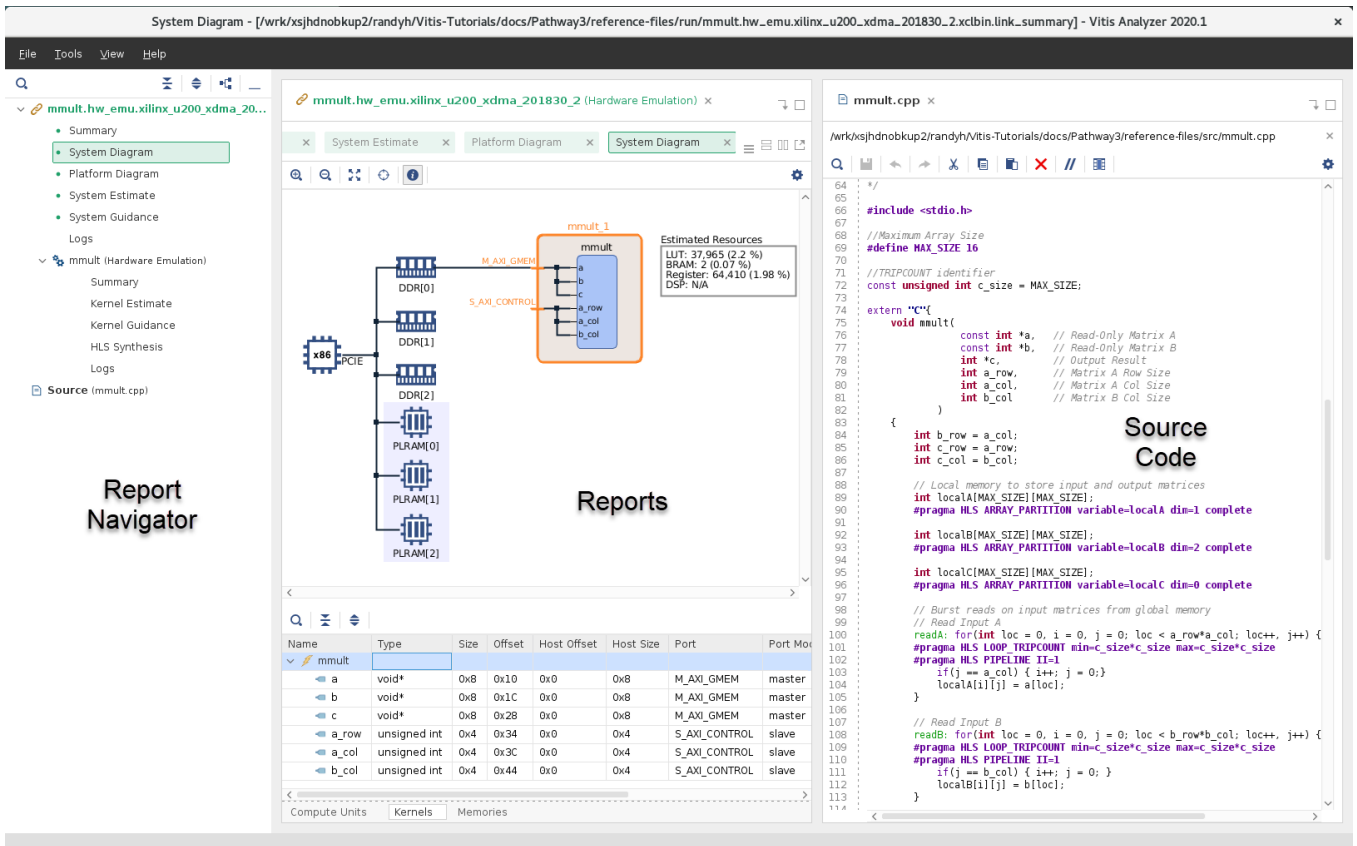 System Diagram - [/wrk/xsjhdnobkup2/randyh/Vitis-Tutorials/docs/Pathway3/reference-files/run/mmult.hw_emu.xilinx_u200_xdma_201830_2.xclbin.link_summary] - Vitis Analyzer 2020.1
File Tools View Help
mmult.hw_emu.xilinx_u200_xdma_20...
Summary
System Diagram
Platform Diagram
System Estimate
System Guidance
Logs
mmult (Hardware Emulation)
Summary
Kernel Estimate
Kernel Guidance
HLS Synthesis
Logs
Source (mmult.cpp)
Report
Navigator
mmult.hw_emu.xilinx_u200_xdma_201830_2 (Hardware Emulation)
System Estimate Platform Diagram System Diagram
mmult_1
mmult
a
b
c
a_row
a_col
b_col
M_AXI_GMEM
S_AXI_CONTROL
Estimated Resources
LUT: 37,965 (2.2 %)
BRAM: 2 (0.07 %)
Register: 64,410 (1.98 %)
DSP: N/A
x86
PCIE
DDR[0]
DDR[1]
DDR[2]
PLRAM[0]
PLRAM[1]
PLRAM[2]
Reports
Name Type Size Offset Host Offset Host Size Port Port Mod
mmult
a void* 0x8 0x10 0x0 0x8 M_AXI_GMEM master
b void* 0x8 0x1C 0x0 0x8 M_AXI_GMEM master
c void* 0x8 0x28 0x0 0x8 M_AXI_GMEM master
a_row unsigned int 0x4 0x34 0x0 0x4 S_AXI_CONTROL slave
a_col unsigned int 0x4 0x3C 0x0 0x4 S_AXI_CONTROL slave
b_col unsigned int 0x4 0x44 0x0 0x4 S_AXI_CONTROL slave
Compute Units Kernels Memories
mmult.cpp
/wrk/xsjhdnobkup2/randyh/Vitis-Tutorials/docs/Pathway3/reference-files/src/mmult.cpp
64 */
65
66 #include <stdio.h>
67
68 //Maximum Array Size
69 #define MAX_SIZE 16
70
71 //TRIPCOUNT identifier
72 const unsigned int c_size = MAX_SIZE;
73
74 extern "C"{
75 void mmult(
76 const int *a, // Read-Only Matrix A
77 const int *b, // Read-Only Matrix B
78 int *c, // Output Result
79 int a_row, // Matrix A Row Size
80 int a_col, // Matrix A Col Size
81 int b_col // Matrix B Col Size
82 )
83 {
84 int b_row = a_col;
85 int c_row = a_row;
86 int c_col = b_col;
87
88 // Local memory to store input and output matrices
89 int localA[MAX_SIZE][MAX_SIZE];
90 #pragma HLS ARRAY_PARTITION variable=localA dim=1 complete
91
92 int localB[MAX_SIZE][MAX_SIZE];
93 #pragma HLS ARRAY_PARTITION variable=localB dim=2 complete
94
95 int localC[MAX_SIZE][MAX_SIZE];
96 #pragma HLS ARRAY_PARTITION variable=localC dim=0 complete
97
98 // Burst reads on input matrices from global memory
99 // Read Input A
100 readA: for(int loc = 0, i = 0, j = 0; loc < a_row*a_col; loc++, j++) {
101 #pragma HLS LOOP_TRIPCOUNT min=c_size*c_size max=c_size*c_size
102 #pragma HLS PIPELINE II=1
103 if(j == a_col) { i++; j = 0;}
104 localA[i][j] = a[loc];
105 }
106
107 // Read Input B
108 readB: for(int loc = 0, i = 0, j = 0; loc < b_row*b_col; loc++, j++) {
109 #pragma HLS LOOP_TRIPCOUNT min=c_size*c_size max=c_size*c_size
110 #pragma HLS PIPELINE II=1
111 if(j == b_col) { i++; j = 0; }
112 localB[i][j] = b[loc];
113 }
114
Source
Code